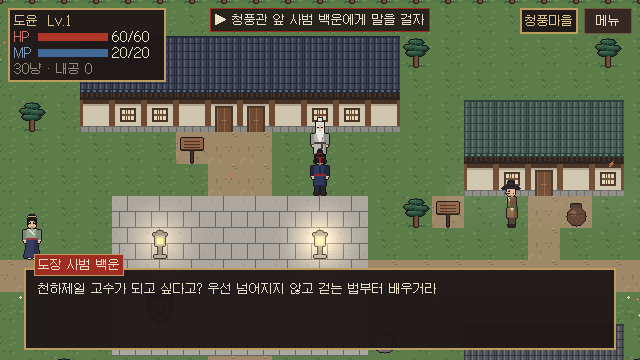 도윤 Lv.1
HP 60/60
MP 20/20
30냥 · 내공 0
▶ 청풍관 앞 사범 백운에게 말을 걸자
청풍마을
메뉴
도장 사범 백운
천하제일 고수가 되고 싶다고? 우선 넘어지지 않고 걷는 법부터 배우거라